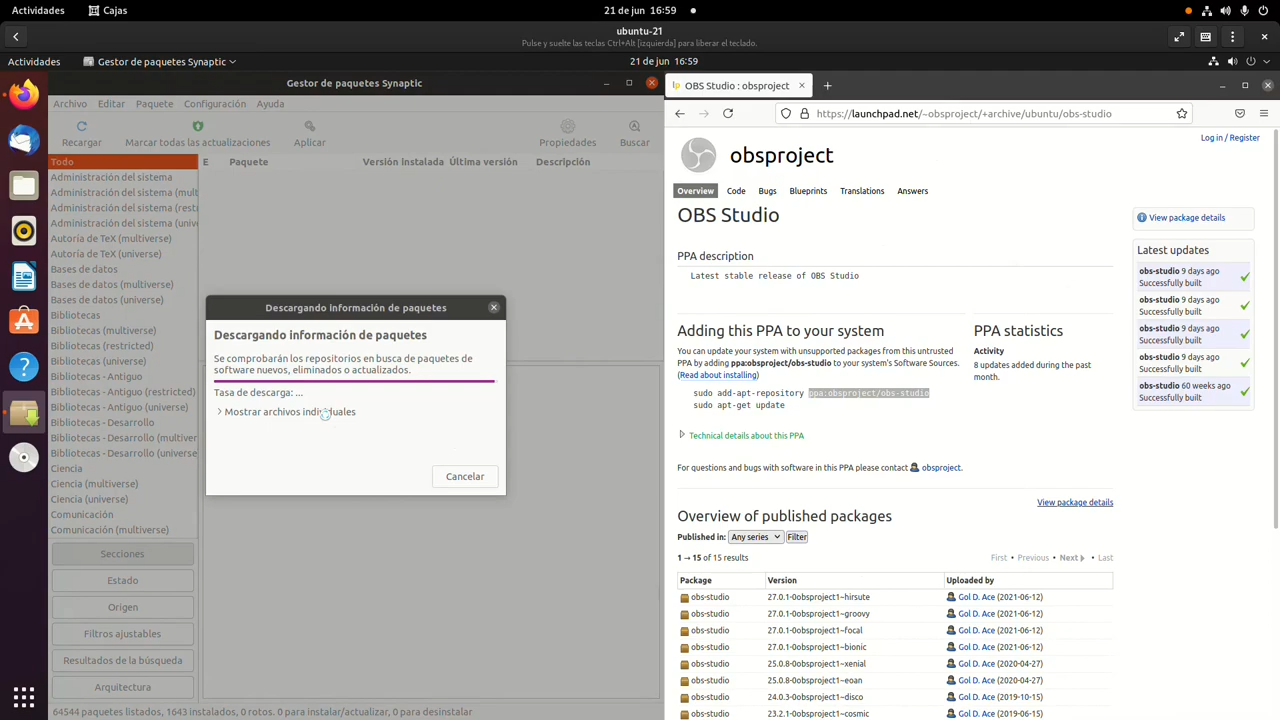 Actividades
Cajas
21 de jun 16:59
ubuntu-21
Pulse y suelte las teclas Ctrl+Alt [izquierda] para liberar el teclado.
Actividades
Gestor de paquetes Synaptic
21 de jun 16:59
Gestor de paquetes Synaptic
Archivo Editar Paquete Configuración Ayuda
Recargar
Marcar todas las actualizaciones
Aplicar
Propiedades
Buscar
Todo
Administración del sistema
Administración del sistema (mult
Administración del sistema (restr
Administración del sistema (univ
Autoría de TeX (multiverse)
Autoría de TeX (universe)
Bases de datos
Bases de datos (multiverse)
Bases de datos (universe)
Bibliotecas
Bibliotecas (multiverse)
Bibliotecas (restricted)
Bibliotecas (universe)
Bibliotecas - Antiguo
Bibliotecas - Antiguo (restricted)
Bibliotecas - Antiguo (universe)
Bibliotecas - Desarrollo
Bibliotecas - Desarrollo (multiver
Bibliotecas - Desarrollo (universe
Ciencia
Ciencia (multiverse)
Ciencia (universe)
Comunicación
Comunicación (multiverse)
Secciones
Estado
Origen
Filtros ajustables
Resultados de la búsqueda
Arquitectura
E Paquete Versión instalada Última versión Descripción
Descargando información de paquetes
Descargando información de paquetes
Se comprobarán los repositorios en busca de paquetes de
software nuevos, eliminados o actualizados.
Tasa de descarga: ...
Mostrar archivos individuales
Cancelar
64544 paquetes listados, 1643 instalados, 0 rotos. 0 para instalar/actualizar, 0 para desinstalar
OBS Studio : obsproject
https://launchpad.net/~obsproject/+archive/ubuntu/obs-studio
Log in / Register
obsproject
Overview Code Bugs Blueprints Translations Answers
OBS Studio
PPA description
Latest stable release of OBS Studio
Adding this PPA to your system
You can update your system with unsupported packages from this untrusted
PPA by adding ppa:obsproject/obs-studio to your system's Software Sources.
(Read about installing)
sudo add-apt-repository ppa:obsproject/obs-studio
sudo apt-get update
Technical details about this PPA
For questions and bugs with software in this PPA please contact obsproject.
PPA statistics
Activity
8 updates added during the past
month.
View package details
Latest updates
obs-studio 9 days ago
Successfully built
obs-studio 9 days ago
Successfully built
obs-studio 9 days ago
Successfully built
obs-studio 9 days ago
Successfully built
obs-studio 60 weeks ago
Successfully built
View package details
Overview of published packages
Published in: Any series Filter
1 → 15 of 15 results
First • Previous • Next • Last
Package Version Uploaded by
obs-studio 27.0.1-0obsproject1~hirsute Gol D. Ace (2021-06-12)
obs-studio 27.0.1-0obsproject1~groovy Gol D. Ace (2021-06-12)
obs-studio 27.0.1-0obsproject1~focal Gol D. Ace (2021-06-12)
obs-studio 27.0.1-0obsproject1~bionic Gol D. Ace (2021-06-12)
obs-studio 25.0.8-0obsproject1~xenial Gol D. Ace (2020-04-27)
obs-studio 25.0.8-0obsproject1~eoan Gol D. Ace (2020-04-27)
obs-studio 24.0.3-0obsproject1~disco Gol D. Ace (2019-10-15)
obs-studio 23.2.1-0obsproject1~cosmic Gol D. Ace (2019-06-15)